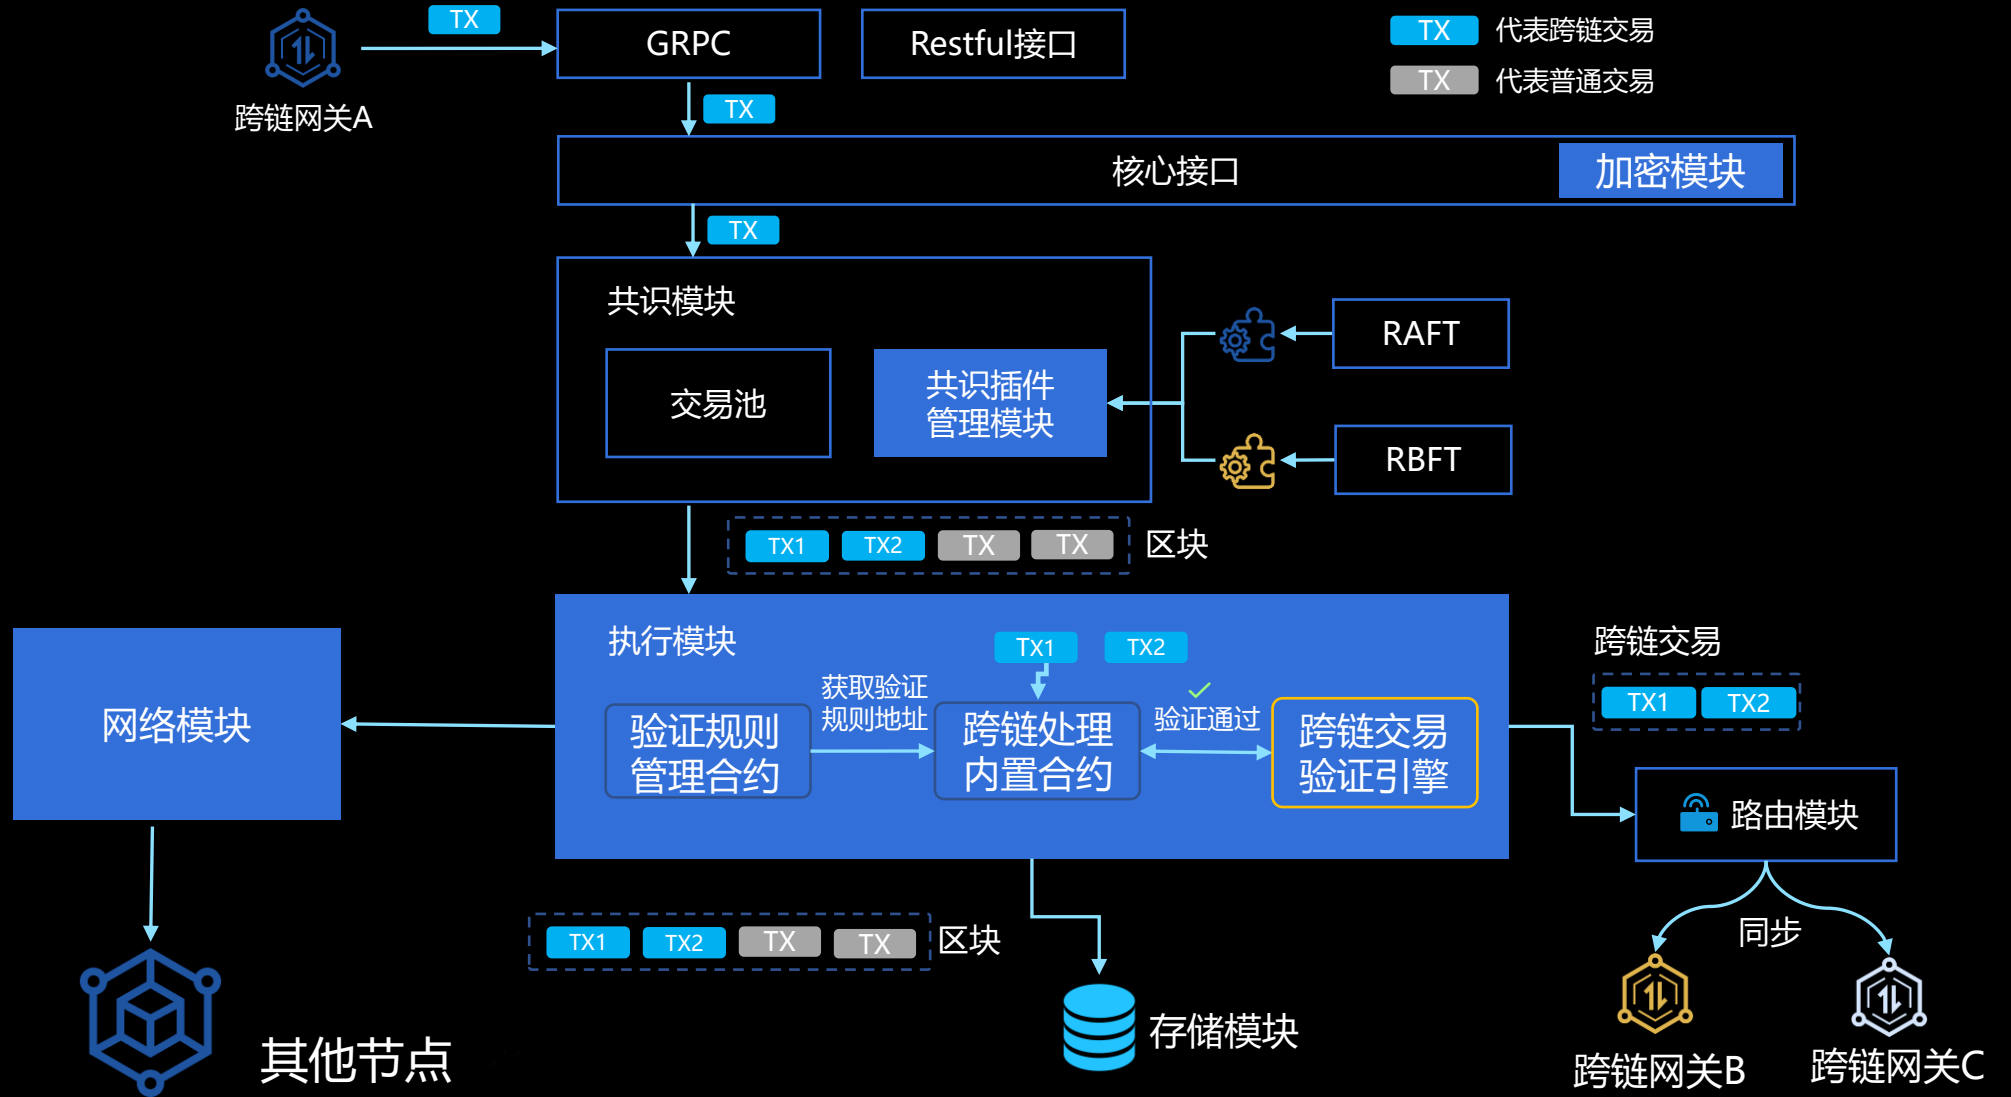 TX
GRPC
Restful接口
TX
代表跨链交易
TX
代表普通交易
跨链网关A
TX
核心接口
加密模块
TX
共识模块
交易池
共识插件
管理模块
RAFT
RBFT
TX1
TX2
TX
TX
区块
执行模块
TX1
TX2
获取验证
规则地址
验证通过
验证规则
管理合约
跨链处理
内置合约
跨链交易
验证引擎
网络模块
跨链交易
TX1
TX2
路由模块
同步
TX1
TX2
TX
TX
区块
存储模块
其他节点
跨链网关B
跨链网关C